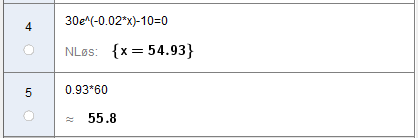 4
30e^(-0.02*x)-10=0
NLøs: {x = 54.93}
5
0.93*60
≈ 55.8